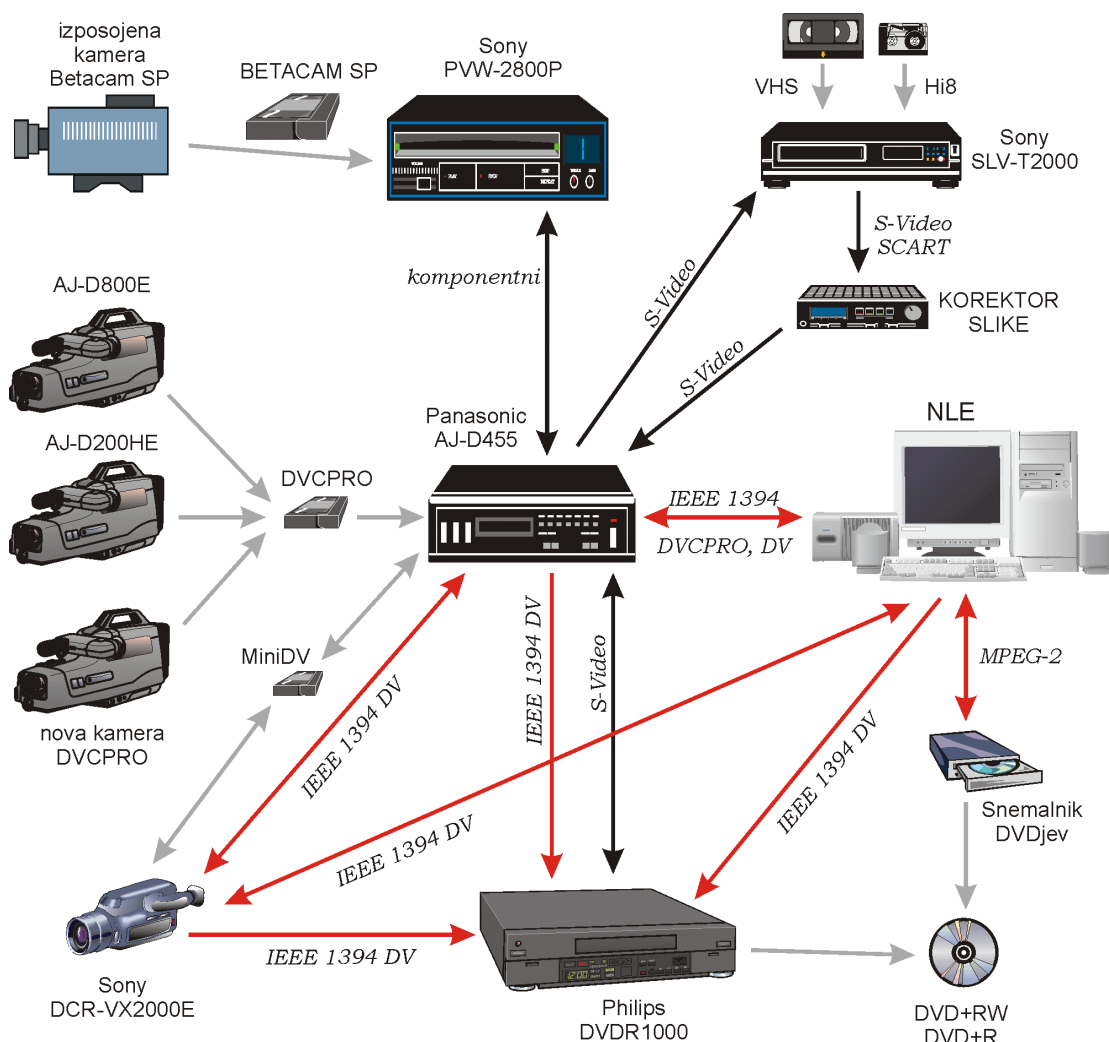 izposojena
kamera
Betacam SP
BETACAM SP
Sony
PVW-2800P
VHS
Hi8
Sony
SLV-T2000
komponentni
S-Video
S-Video
SCART
KOREKTOR
SLIKE
S-Video
AJ-D800E
Panasonic
AJ-D455
NLE
AJ-D200HE
DVCPRO
IEEE 1394
DVCPRO, DV
nova kamera
DVCPRO
MiniDV
IEEE 1394 DV
IEEE 1394 DV
S-Video
IEEE 1394 DV
IEEE 1394 DV
MPEG-2
Snemalnik
DVDjev
Sony
DCR-VX2000E
IEEE 1394 DV
12:00
Philips
DVDR1000
DVD+RW
DVD+R